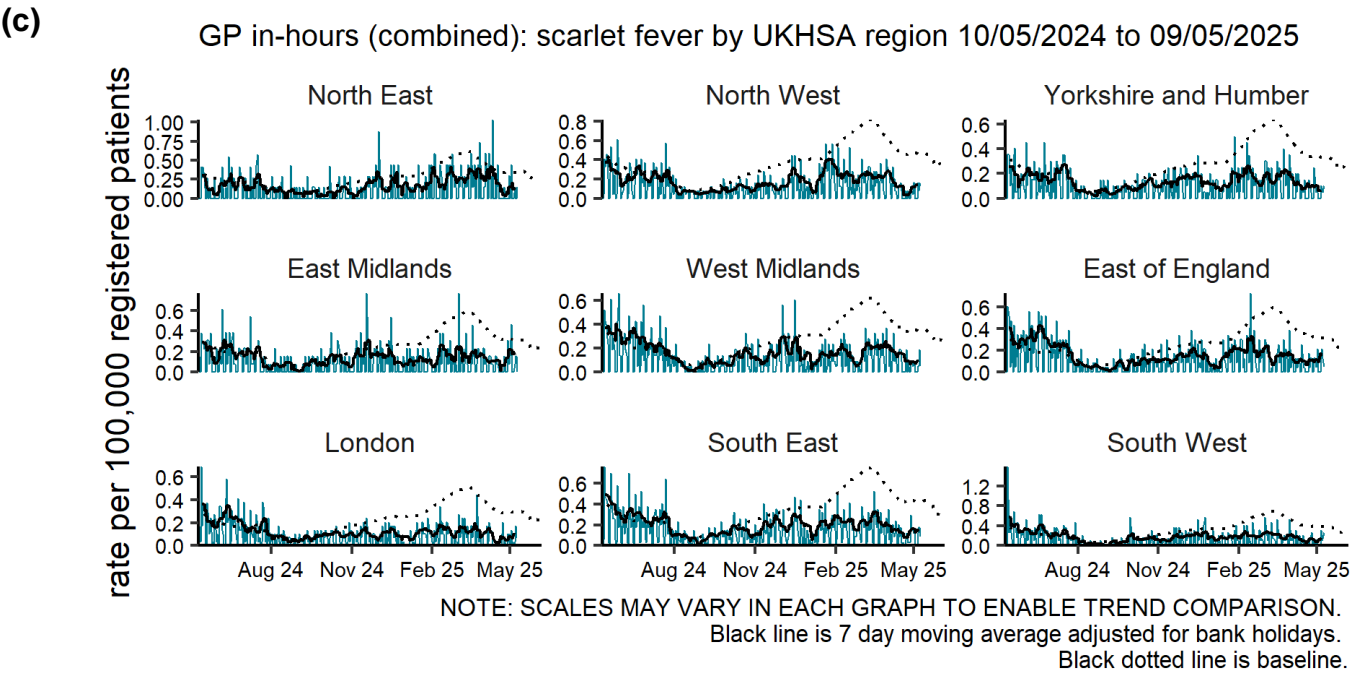 (c)
GP in-hours (combined): scarlet fever by UKHSA region 10/05/2024 to 09/05/2025
rate per 100,000 registered patients
North East
1.00
0.75
0.50
0.25
0.00
North West
0.8
0.6
0.4
0.2
0.0
Yorkshire and Humber
0.6
0.4
0.2
0.0
East Midlands
0.6
0.4
0.2
0.0
West Midlands
0.6
0.4
0.2
0.0
East of England
0.6
0.4
0.2
0.0
London
0.6
0.4
0.2
0.0
South East
0.6
0.4
0.2
0.0
South West
1.2
0.8
0.4
0.0
Aug 24 Nov 24 Feb 25 May 25
Aug 24 Nov 24 Feb 25 May 25
Aug 24 Nov 24 Feb 25 May 25
NOTE: SCALES MAY VARY IN EACH GRAPH TO ENABLE TREND COMPARISON.
Black line is 7 day moving average adjusted for bank holidays.
Black dotted line is baseline.